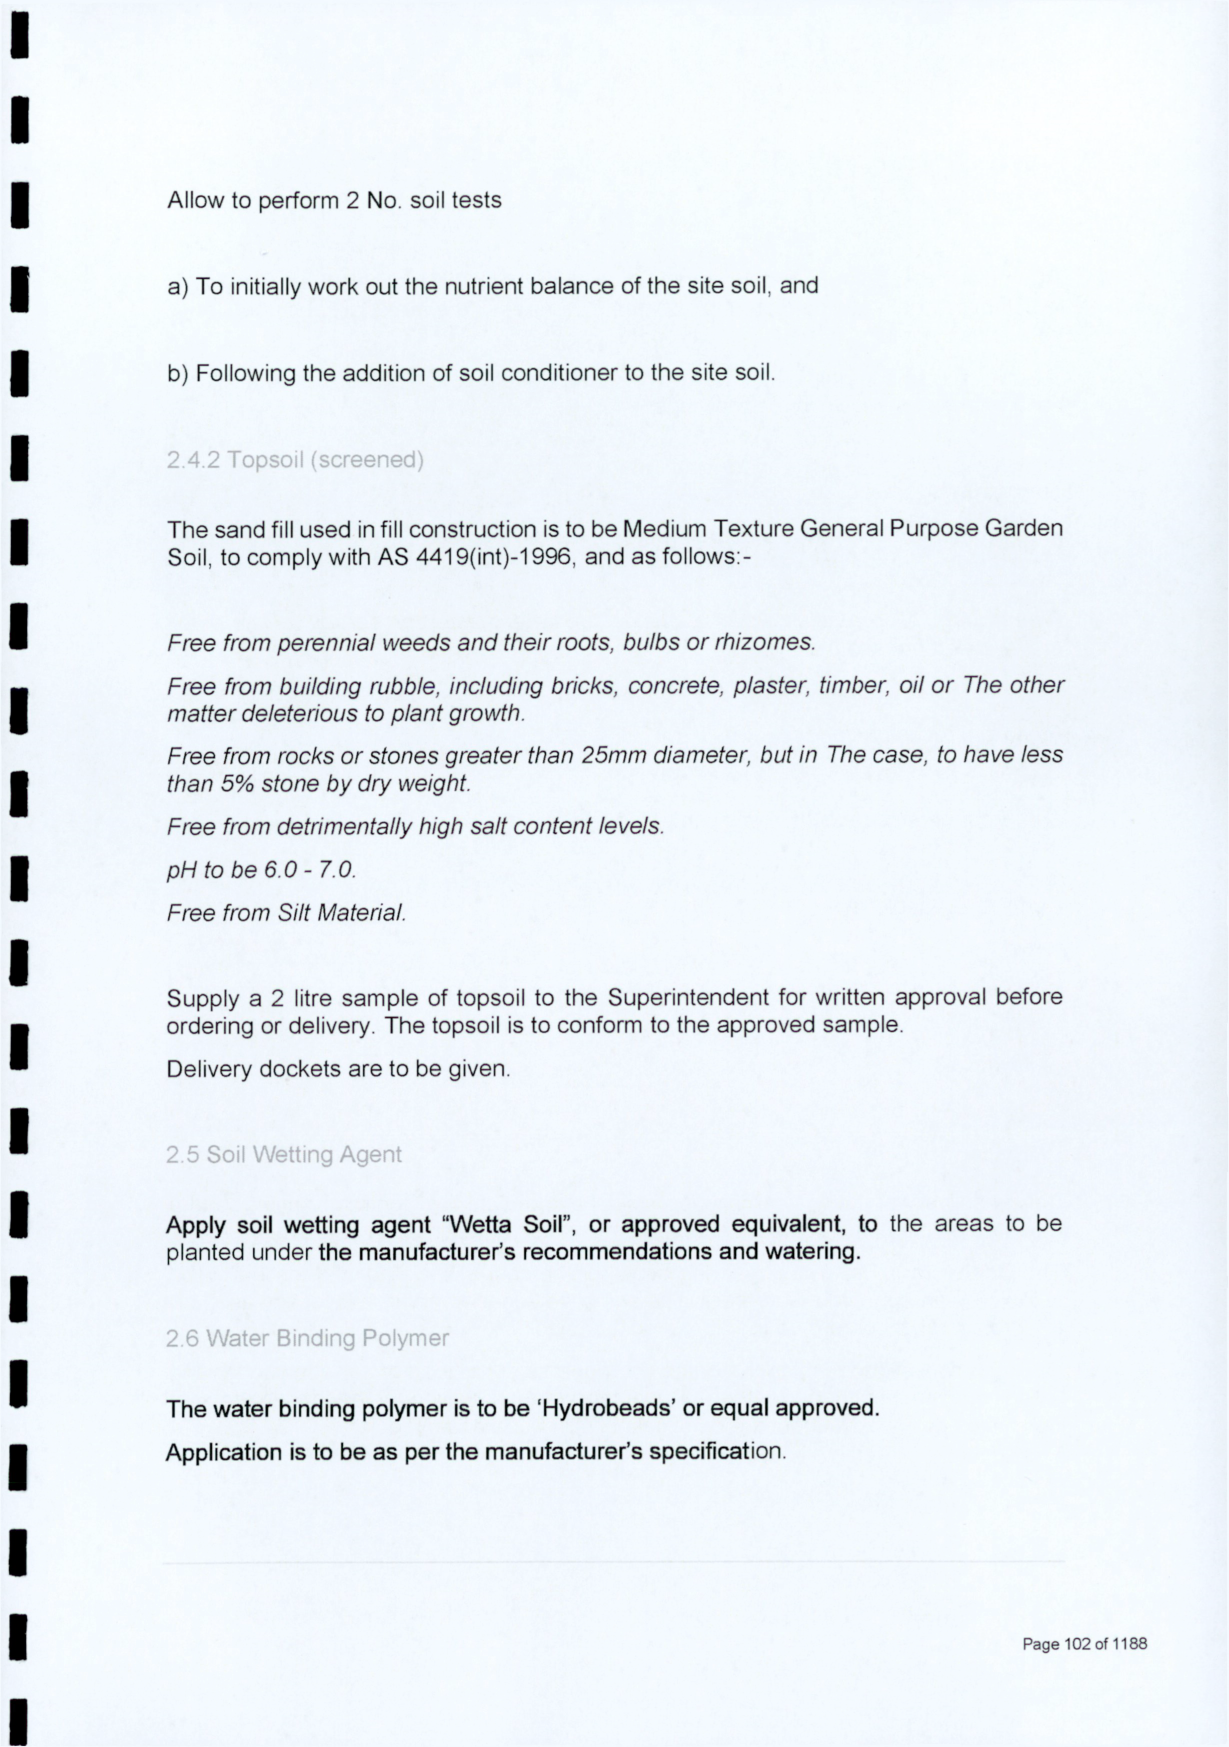 Allow to perform 2 No. soil tests
a) To initially work out the nutrient balance of the site soil, and
b) Following the addition of soil conditioner to the site soil.
2.4.2 Topsoil (screened)
The sand fill used in fill construction is to be Medium Texture General Purpose Garden
Soil, to comply with AS 4419(int)-1996, and as follows:-
Free from perennial weeds and their roots, bulbs or rhizomes.
Free from building rubble, including bricks, concrete, plaster, timber, oil or The other
matter deleterious to plant growth.
Free from rocks or stones greater than 25mm diameter, but in The case, to have less
than 5% stone by dry weight.
Free from detrimentally high salt content levels.
pH to be 6.0 - 7.0.
Free from Silt Material.
Supply a 2 litre sample of topsoil to the Superintendent for written approval before
ordering or delivery. The topsoil is to conform to the approved sample.
Delivery dockets are to be given.
2.5 Soil Wetting Agent
Apply soil wetting agent “Wetta Soil”, or approved equivalent, to the areas to be
planted under the manufacturer’s recommendations and watering.
2.6 Water Binding Polymer
The water binding polymer is to be ‘Hydrobeads’ or equal approved.
Application is to be as per the manufacturer’s specification.
Page 102 of 1188